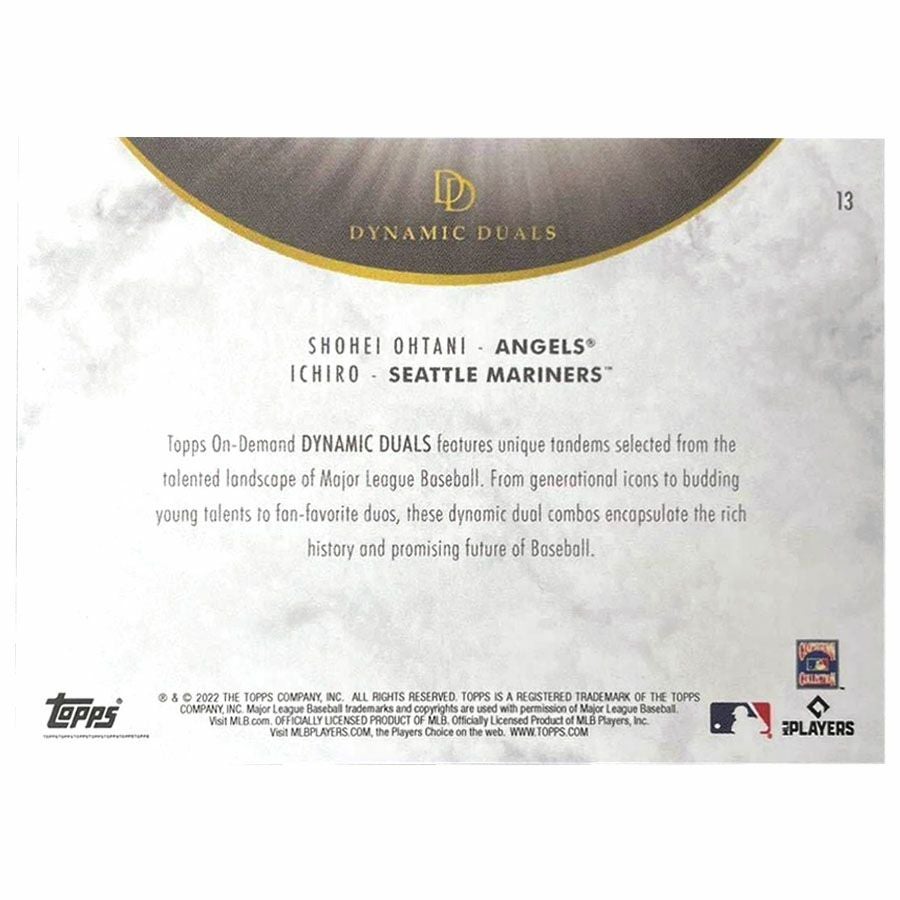 DD
DYNAMIC DUALS
13
SHOHEI OHTANI - ANGELS®
ICHIRO - SEATTLE MARINERS™
Topps On-Demand DYNAMIC DUALS features unique tandems selected from the
talented landscape of Major League Baseball. From generational icons to budding
young talents to fan-favorite duos, these dynamic dual combos encapsulate the rich
history and promising future of Baseball.
® & © 2022 THE TOPPS COMPANY, INC. ALL RIGHTS RESERVED. TOPPS IS A REGISTERED TRADEMARK OF THE TOPPS
COMPANY, INC. Major League Baseball trademarks and copyrights are used with permission of Major League Baseball.
Visit MLB.com. OFFICIALLY LICENSED PRODUCT OF MLB. Officially Licensed Product of MLB Players, Inc.
Visit MLBPLAYERS.COM, the Players Choice on the web. WWW.TOPPS.COM
Topps®
COOPERSTOWN
COLLECTION™
MLB PLAYERS